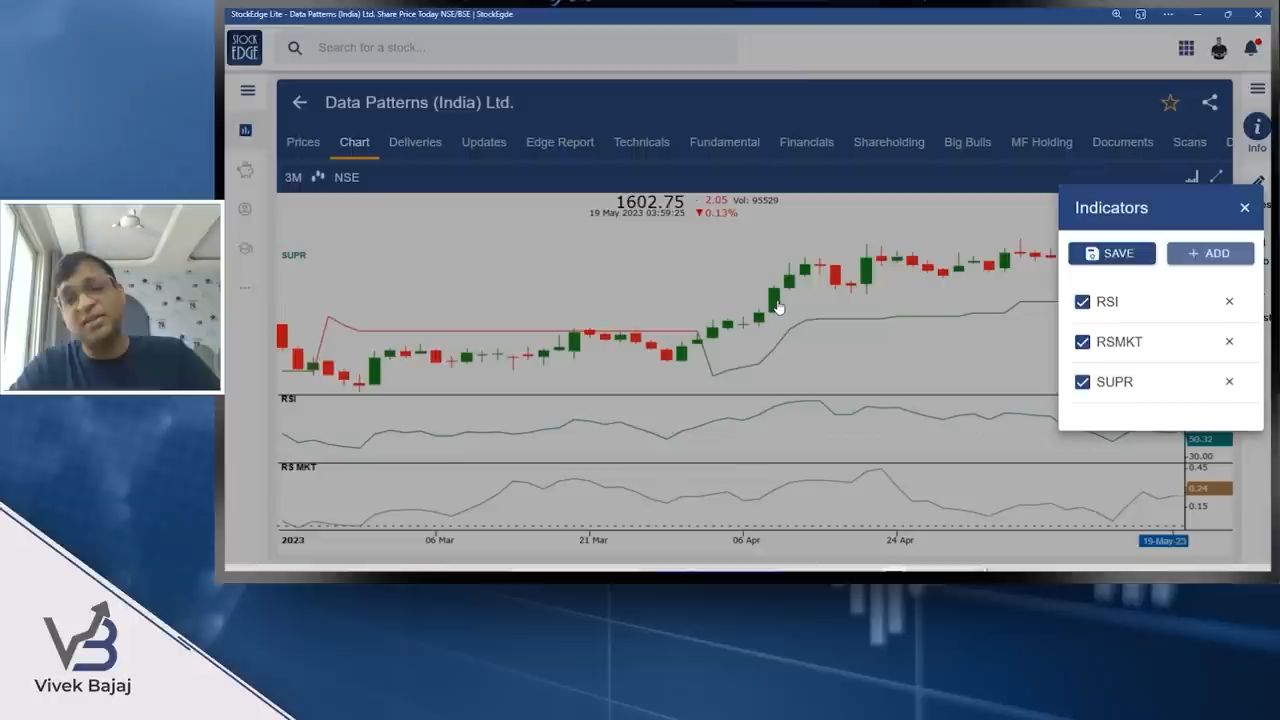 StockEdge Lite - Data Patterns (India) Ltd. Share Price Today NSE/BSE | StockEgde
STOCK EDGE
Search for a stock...
Data Patterns (India) Ltd.
Prices Chart Deliveries Updates Edge Report Technicals Fundamental Financials Shareholding Big Bulls MF Holding Documents Scans D
Info
3M NSE
1602.75 - 2.05 Vol: 95529
19 May 2023 03:59:25 ▼0.13%
Indicators ×
SAVE + ADD
SUPR
RSI ×
RSMKT ×
SUPR ×
RSI
50.32
30.00
RS MKT
0.45
0.24
0.15
2023 06 Mar 21 Mar 06 Apr 24 Apr 19-May-23
VB
Vivek Bajaj